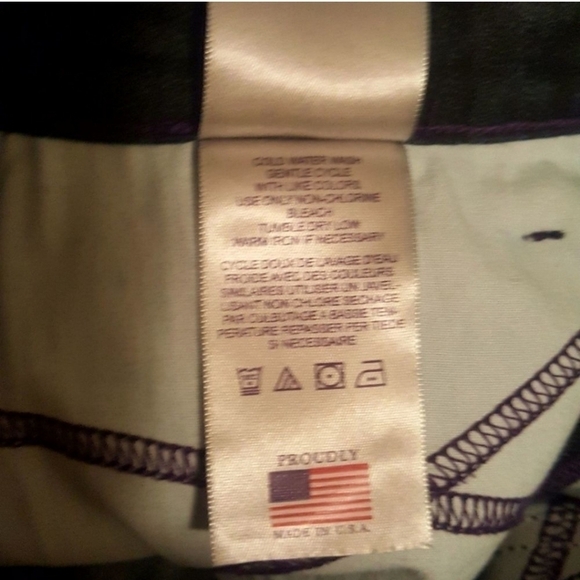 COLD WATER WASH
GENTLE CYCLE
WITH LIKE COLORS
USE ONLY NON-CHLORINE
BLEACH
TUMBLE DRY LOW
WARM IRON IF NECESSARY
CYCLE DOUX DE LAVAGE D'EAU
FROIDE AVEC DES COULEURS
SIMILAIRES UTILISER UN JAVEL-
LISANT NON CHLORE SECHAGE
PAR CULBUTAGE A BASSE TEM-
PERATURE REPASSER PER TIEDE
SI NECESSAIRE
PROUDLY
MADE IN U.S.A.